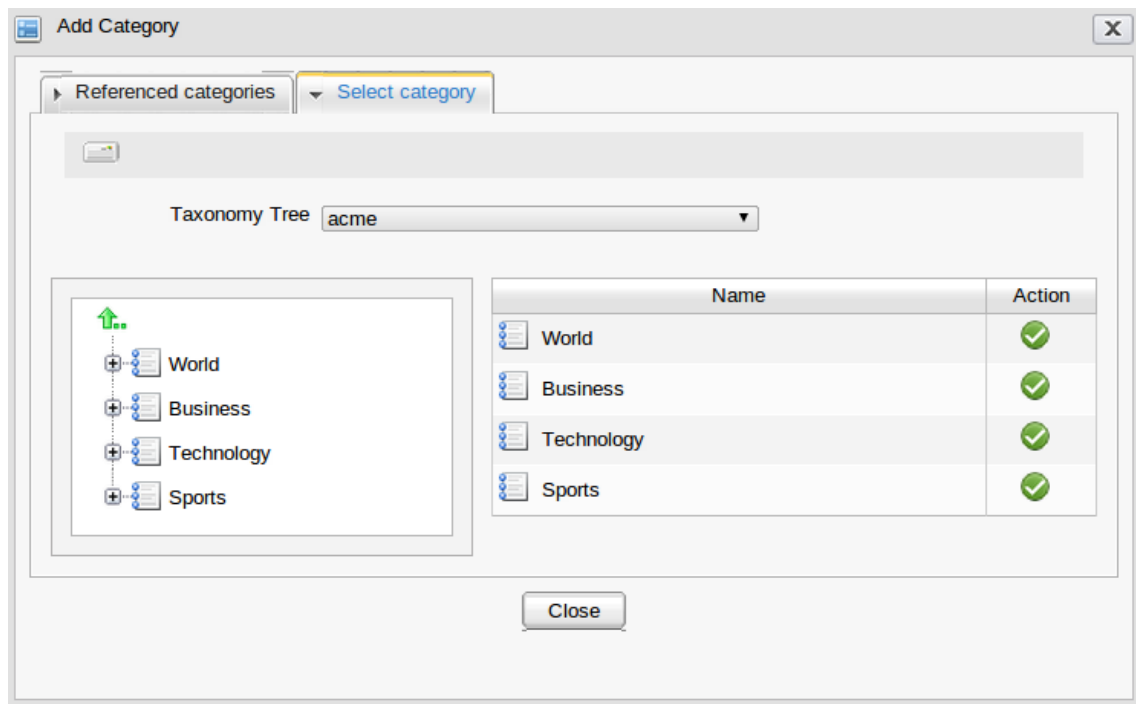 Add Category
Referenced categories
Select category
Taxonomy Tree acme
World
Business
Technology
Sports
Name Action
World
Business
Technology
Sports
Close